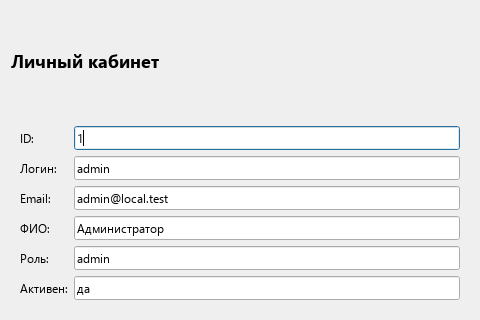 Личный кабинет
ID: 1
Логин: admin
Email: admin@local.test
ФИО: Администратор
Роль: admin
Активен: да